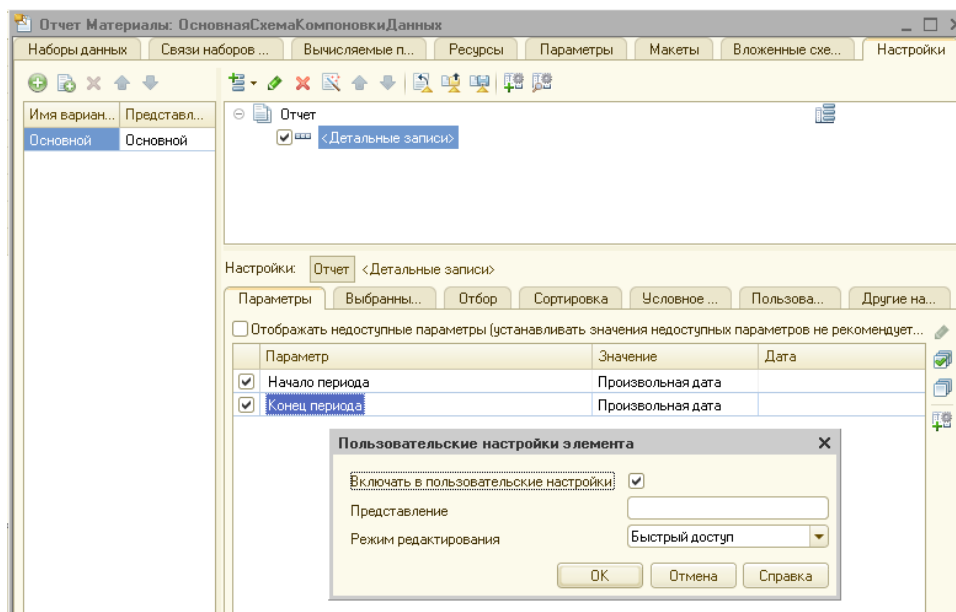 Отчет Материалы: ОсновнаяСхемаКомпоновкиДанных
Наборы данных Связи наборов ... Вычисляемые п... Ресурсы Параметры Макеты Вложенные схе... Настройки
Имя вариан... Представл...
Основной Основной
Отчет
<Детальные записи>
Настройки: Отчет <Детальные записи>
Параметры Выбранны... Отбор Сортировка Условное ... Пользова... Другие на...
Отображать недоступные параметры (устанавливать значения недоступных параметров не рекомендует...
Параметр Значение Дата
Начало периода Произвольная дата
Конец периода Произвольная дата
Пользовательские настройки элемента
Включать в пользовательские настройки
Представление
Режим редактирования Быстрый доступ
ОК Отмена Справка